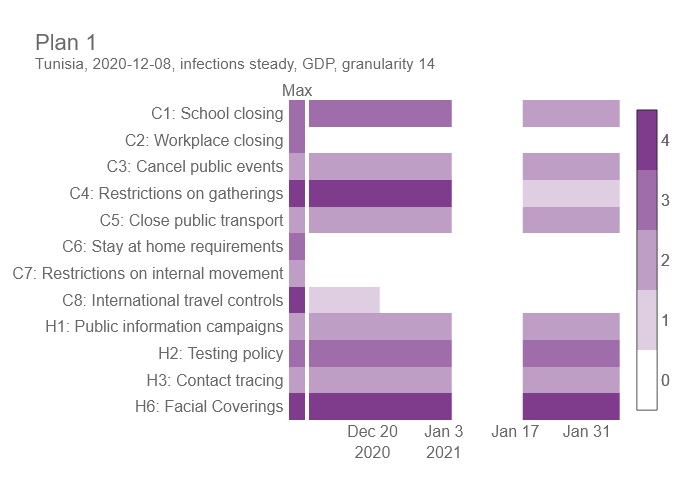 Plan 1
Tunisia, 2020-12-08, infections steady, GDP, granularity 14
Max
C1: School closing
C2: Workplace closing
C3: Cancel public events
C4: Restrictions on gatherings
C5: Close public transport
C6: Stay at home requirements
C7: Restrictions on internal movement
C8: International travel controls
H1: Public information campaigns
H2: Testing policy
H3: Contact tracing
H6: Facial Coverings
4
3
2
1
0
Dec 20 Jan 3 Jan 17 Jan 31
2020 2021